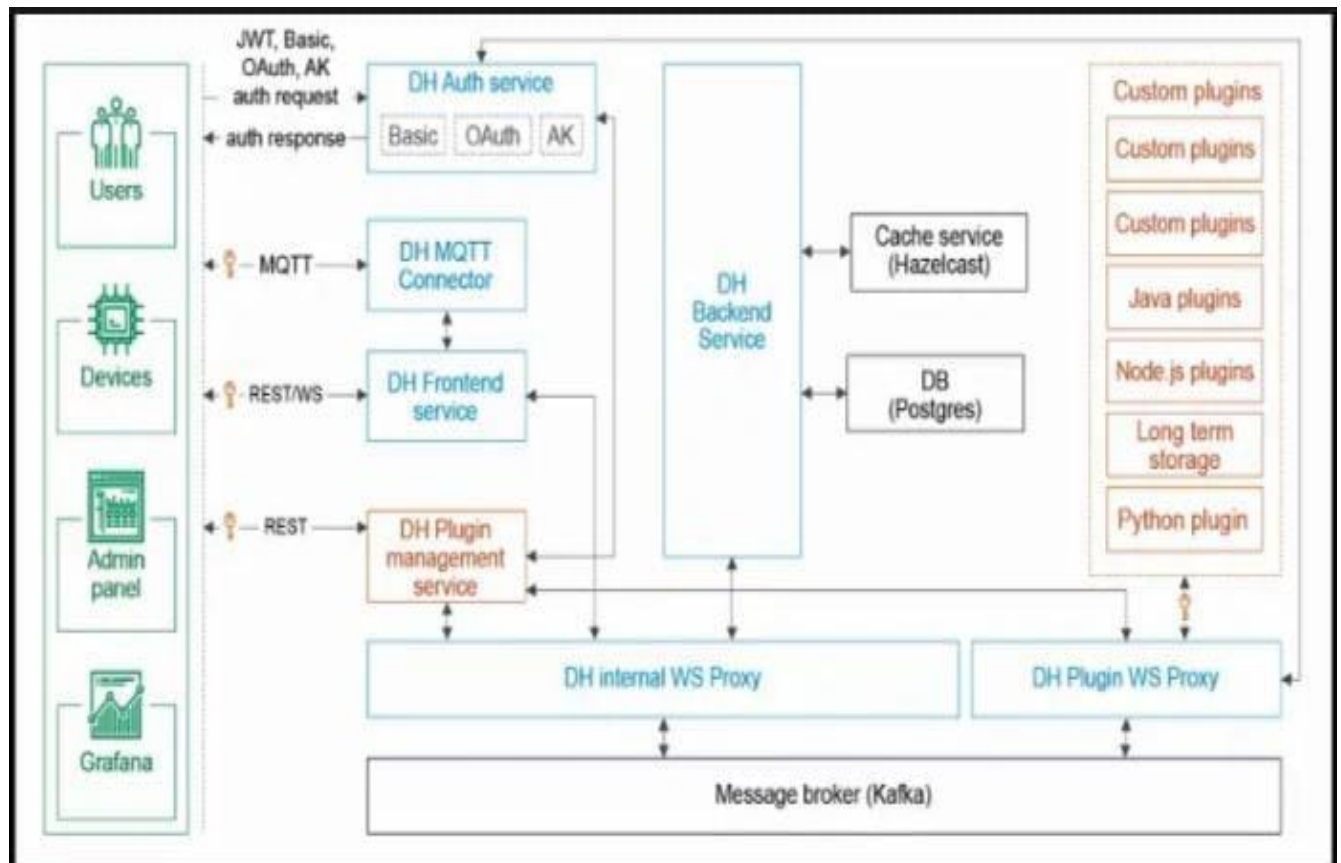 JWT, Basic,
OAuth, AK
auth request
auth response
Users
Devices
Admin
panel
Grafana
MQTT
REST/WS
REST
DH Auth service
Basic
OAuth
AK
DH MQTT
Connector
DH Frontend
service
DH Plugin
management
service
DH
Backend
Service
Cache service
(Hazelcast)
DB
(Postgres)
Custom plugins
Custom plugins
Custom plugins
Java plugins
Node.js plugins
Long term
storage
Python plugin
DH internal WS Proxy
DH Plugin WS Proxy
Message broker (Kafka)